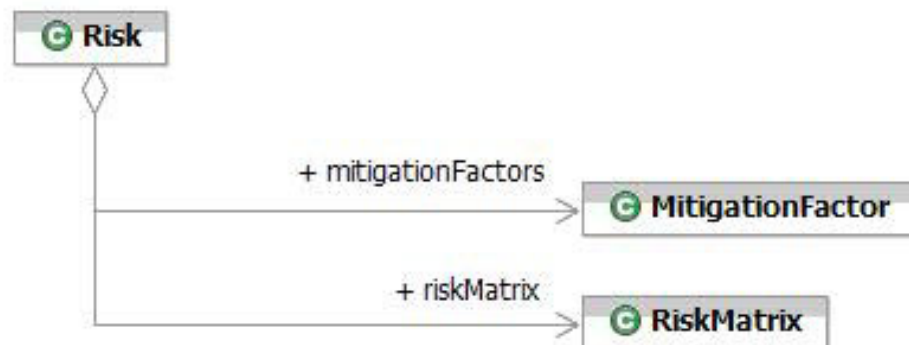 Risk
+ mitigationFactors
MitigationFactor
+ riskMatrix
RiskMatrix